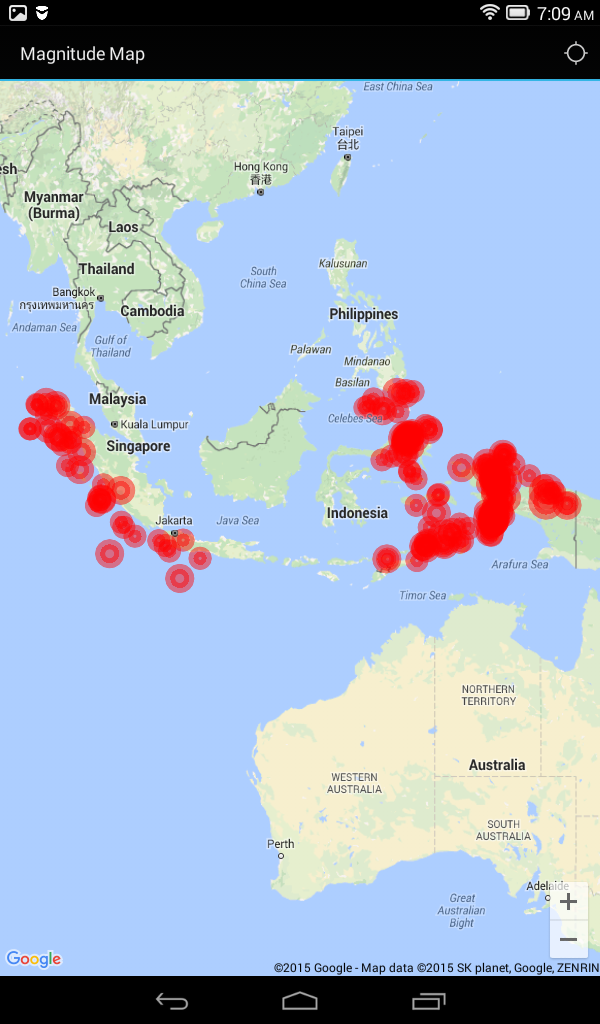 7:09 AM
Magnitude Map
East China Sea
Taipei
台北
Hong Kong
香港
esh
Myanmar
(Burma)
Laos
Kalusunan
South
China Sea
Thailand
Bangkok
กรุงเทพมหานคร
Cambodia
Philippines
Andaman Sea
Gulf of
Thailand
Palawan
Mindanao
Basilan
Malaysia
Celebes Sea
Kuala Lumpur
Singapore
Indonesia
Jakarta
Java Sea
Arafura Sea
Timor Sea
NORTHERN
TERRITORY
Australia
WESTERN
AUSTRALIA
SOUTH
AUSTRALIA
Perth
Adelaide
Great
Australian
Bight
+
−
Google
©2015 Google - Map data ©2015 SK planet, Google, ZENRIN